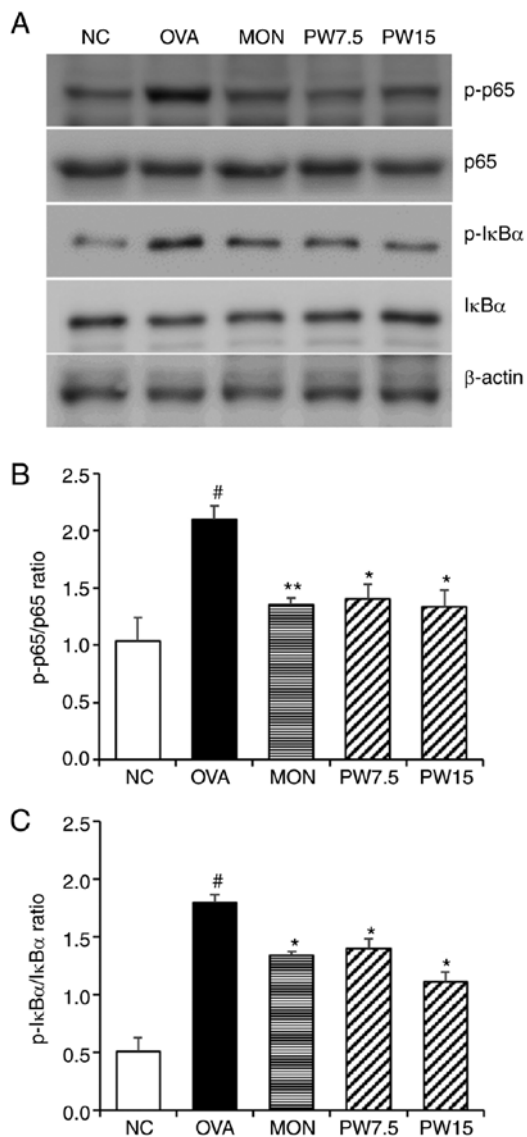 A
NC OVA MON PW7.5 PW15
p-p65
p65
p-IκBα
IκBα
β-actin
B
p-p65/p65 ratio
2.5
2.0
1.5
1.0
0.5
0.0
#
**
*
*
NC OVA MON PW7.5 PW15
C
p-IκBα/IκBα ratio
2.5
2.0
1.5
1.0
0.5
0.0
#
*
*
*
NC OVA MON PW7.5 PW15